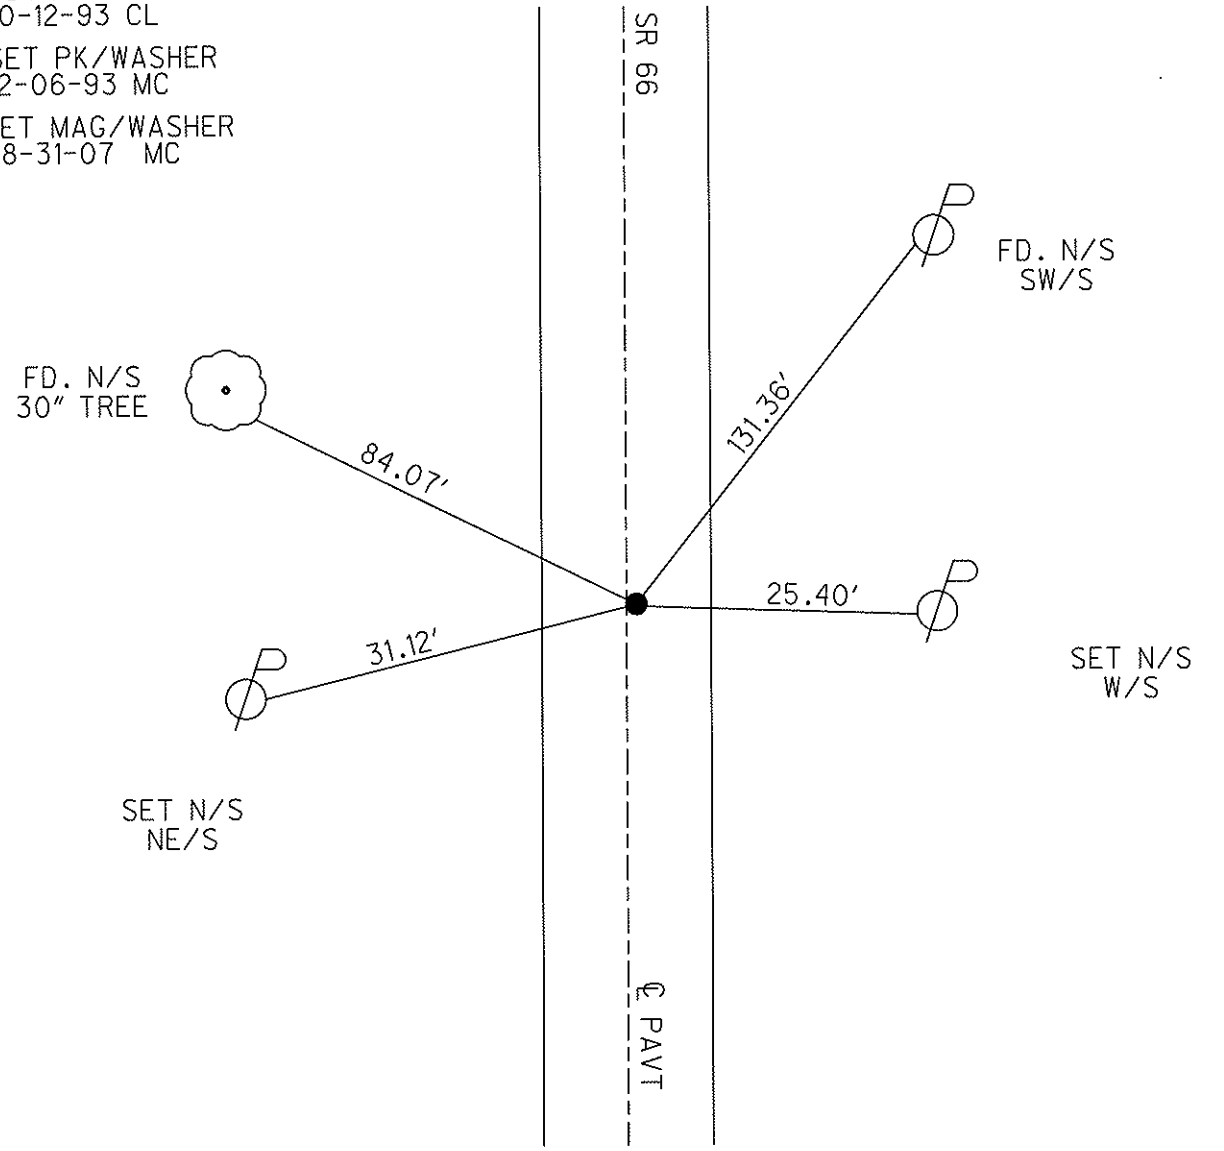 0-12-93 CL
SET PK/WASHER
2-06-93 MC
ET MAG/WASHER
8-31-07 MC
SR 66
FD. N/S
SW/S
FD. N/S
30" TREE
131.36'
84.07'
25.40'
31.12'
SET N/S
W/S
SET N/S
NE/S
℄ PAVT